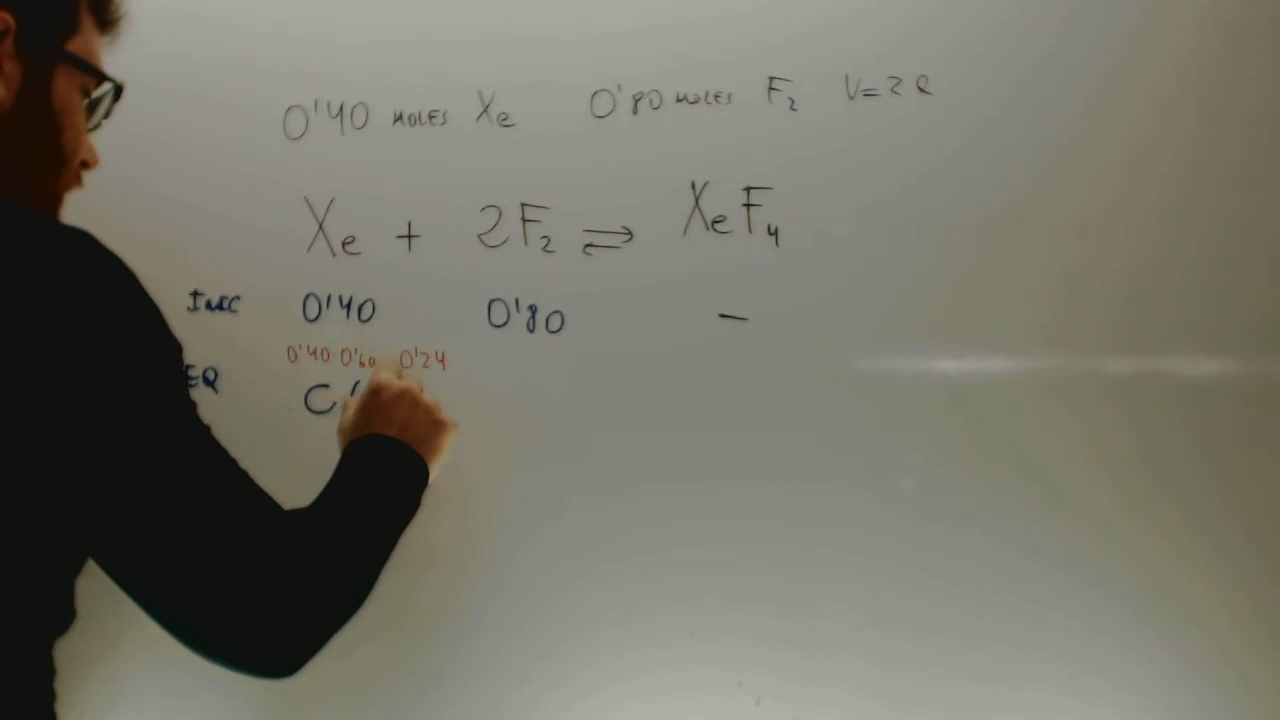 0'40 MOLES Xe 0'80 MOLES F₂ V=2 l
Xe + 2F₂ ⇌ XeF₄
INIC 0'40 0'80 —
0'40·0'60 0'24
EQ